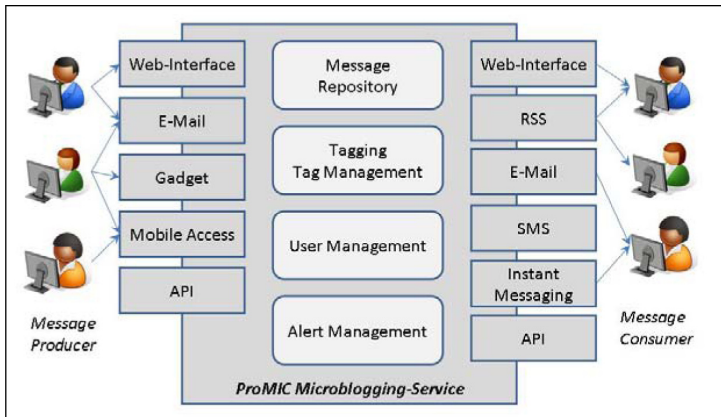 Web-Interface
E-Mail
Gadget
Mobile Access
API
Message
Producer
Message
Repository
Tagging
Tag Management
User Management
Alert Management
ProMIC Microblogging-Service
Web-Interface
RSS
E-Mail
SMS
Instant
Messaging
API
Message
Consumer